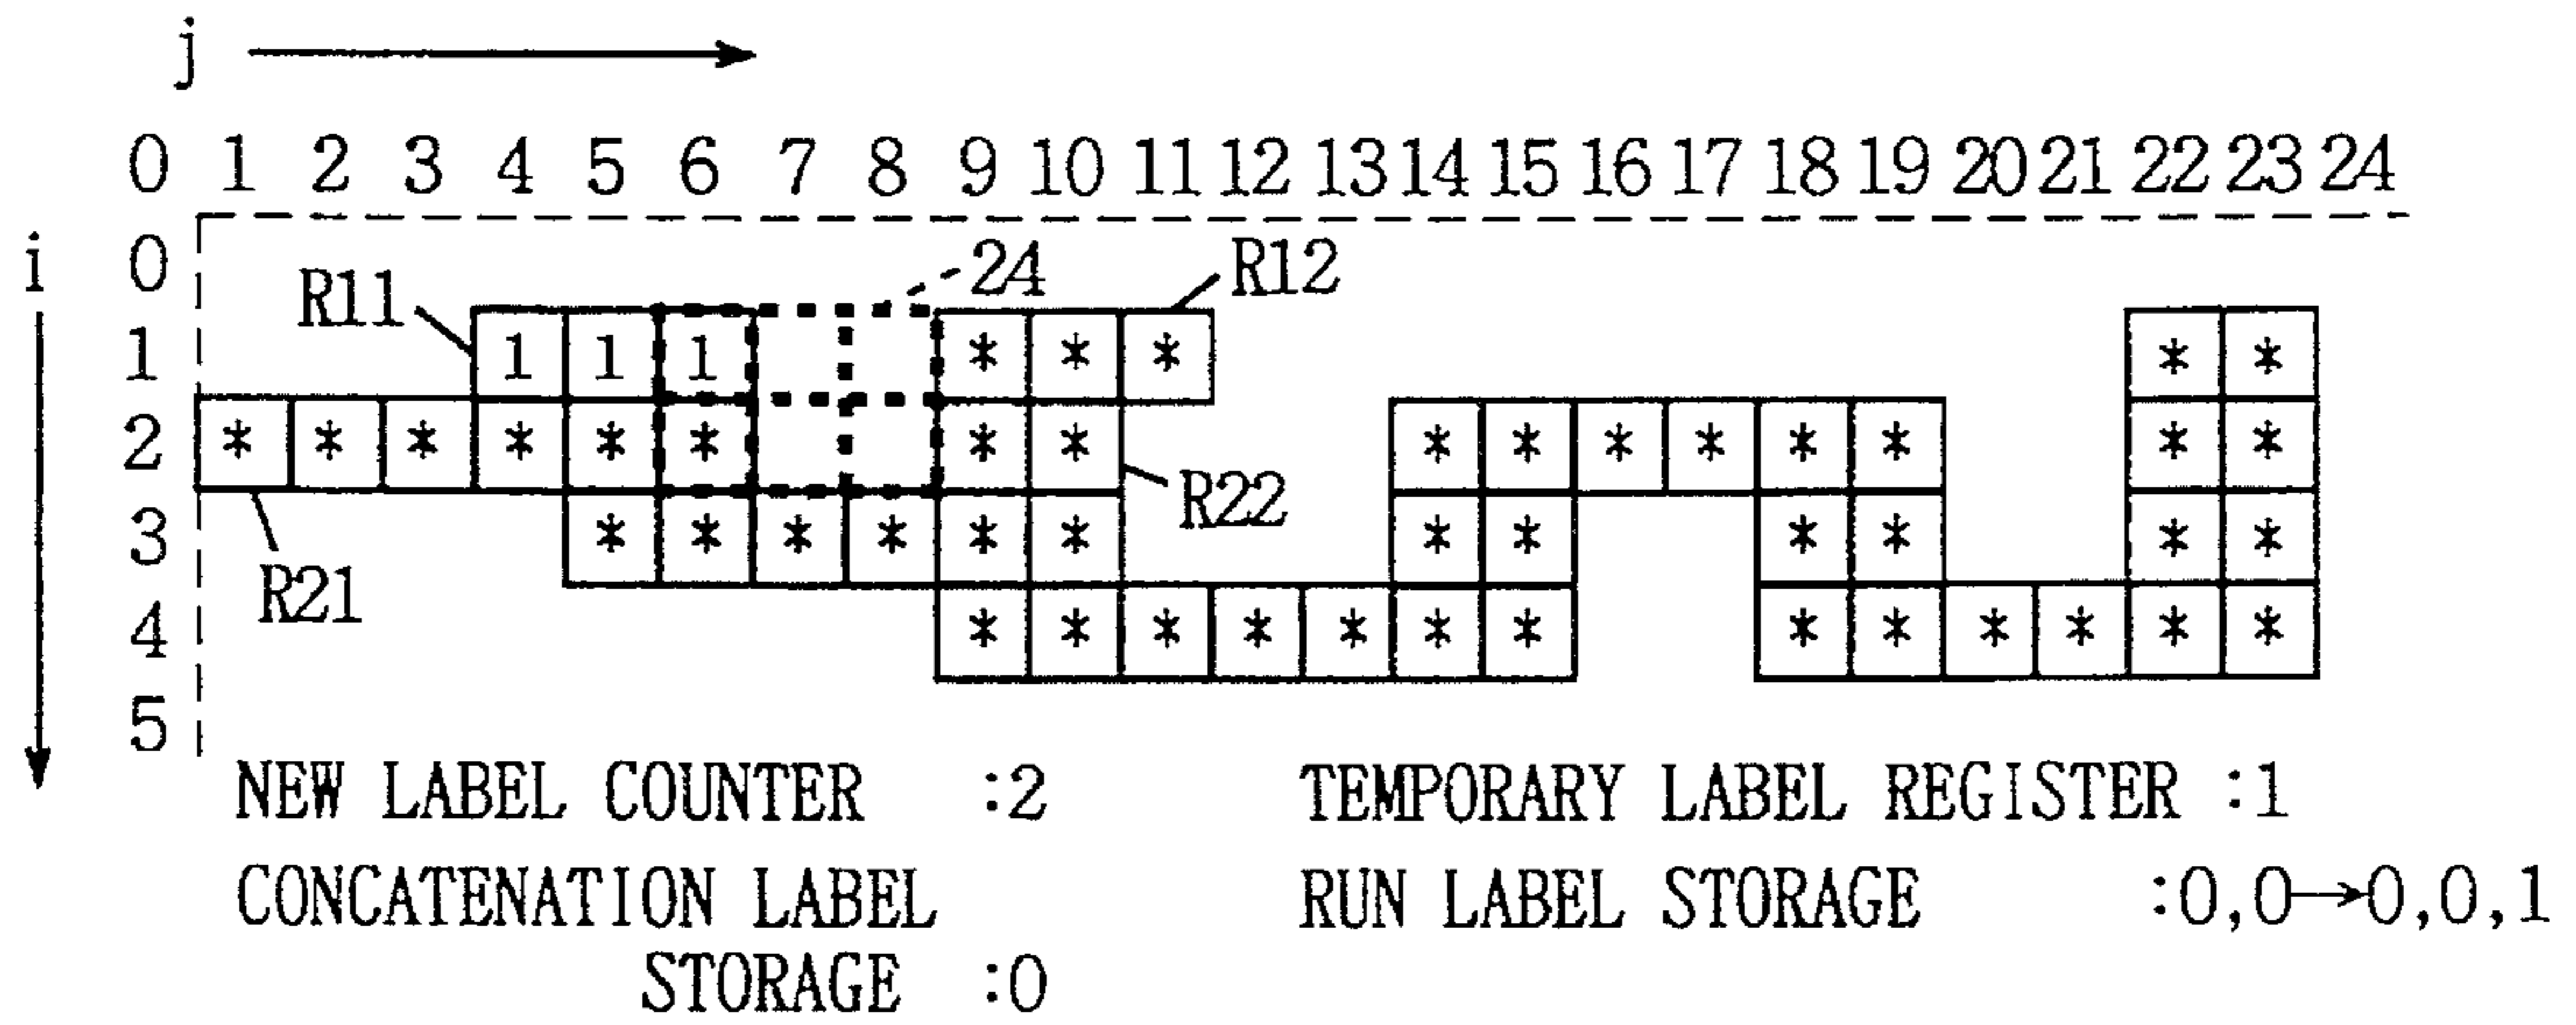 j
0 1 2 3 4 5 6 7 8 9 10 11 12 13 14 15 16 17 18 19 20 21 22 23 24
i 0 24 R12
R11
1 1 1 1 * * * * *
2 * * * * * * * * * * * * * * * *
R22
3 * * * * * * * * * * * *
R21
4 * * * * * * * * * * * * *
5
NEW LABEL COUNTER :2 TEMPORARY LABEL REGISTER :1
CONCATENATION LABEL RUN LABEL STORAGE :0,0→0,0,1
STORAGE :0